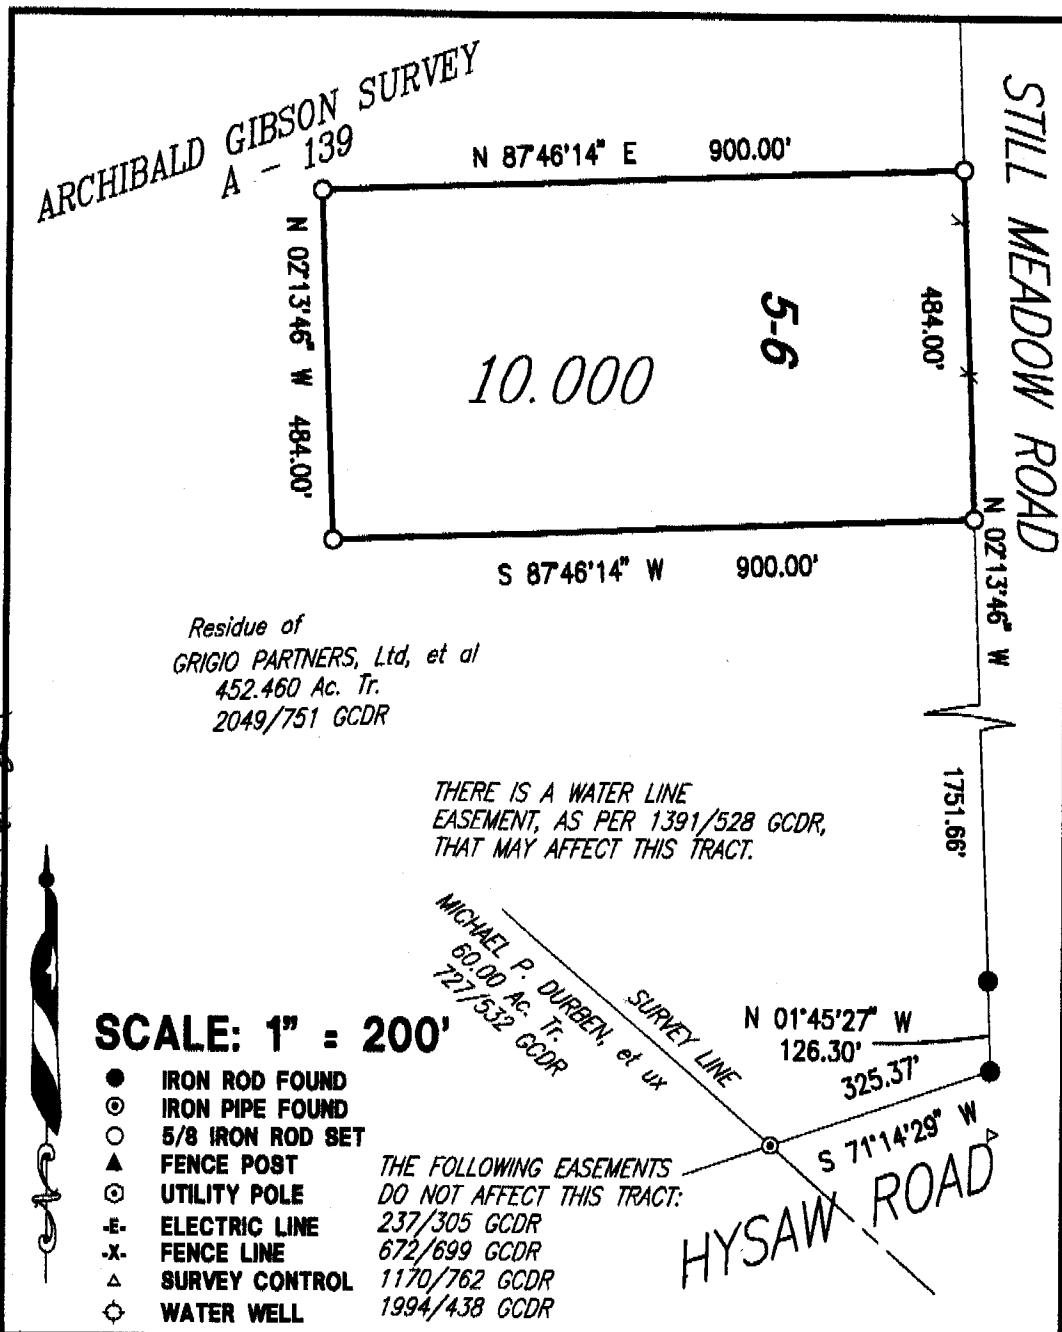 ARCHIBALD GIBSON SURVEY
A - 139
N 87°46'14" E 900.00'
STILL MEADOW ROAD
N 02°13'46" W 484.00'
10.000
5-6
484.00'
S 87°46'14" W 900.00'
N 02°13'46" W
Residue of
GRIGIO PARTNERS, Ltd, et al
452.460 Ac. Tr.
2049/751 GCDR
1751.66'
THERE IS A WATER LINE
EASEMENT, AS PER 1391/528 GCDR,
THAT MAY AFFECT THIS TRACT.
MICHAEL P. DURBEN, et ux
60.00 Ac. Tr.
727/532 GCDR
SURVEY LINE
N 01°45'27" W
126.30'
325.37'
S 71°14'29" W
HYSAW ROAD
SCALE: 1" = 200'
IRON ROD FOUND
IRON PIPE FOUND
5/8 IRON ROD SET
FENCE POST
UTILITY POLE
-E- ELECTRIC LINE
-X- FENCE LINE
SURVEY CONTROL
WATER WELL
THE FOLLOWING EASEMENTS
DO NOT AFFECT THIS TRACT:
237/305 GCDR
672/699 GCDR
1170/762 GCDR
1994/438 GCDR